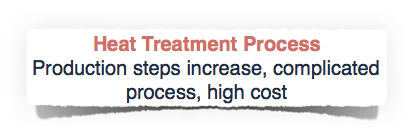 Heat Treatment Process
Production steps increase, complicated
process, high cost